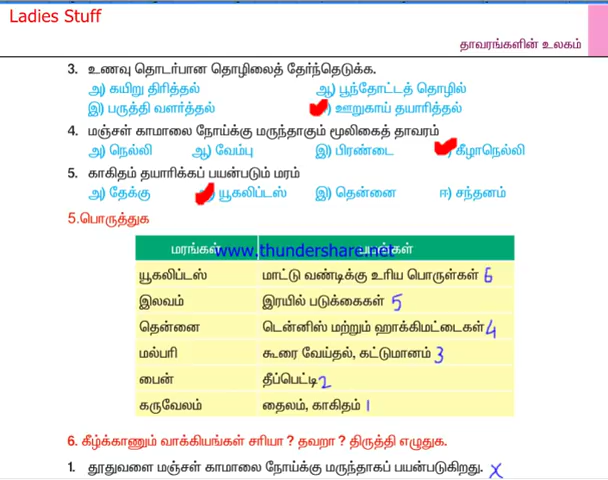 Ladies Stuff
தாவரங்களின் உலகம்
3. உணவு தொடர்பான தொழிலைத் தேர்ந்தெடுக்க.
அ) கயிறு திரித்தல் ஆ) பூந்தோட்டத் தொழில்
இ) பருத்தி வளர்த்தல் ) ஊறுகாய் தயாரித்தல்
4. மஞ்சள் காமாலை நோய்க்கு மருந்தாகும் மூலிகைத் தாவரம்
அ) நெல்லி ஆ) வேம்பு இ) பிரண்டை ) கீழாநெல்லி
5. காகிதம் தயாரிக்கப் பயன்படும் மரம்
அ) தேக்கு ) யூகலிப்டஸ் இ) தென்னை ஈ) சந்தனம்
5.பொருத்துக
மரங்கள் www.thundershare.net பயன்கள்
யூகலிப்டஸ் மாட்டு வண்டிக்கு உரிய பொருள்கள் 6
இலவம் இரயில் படுக்கைகள் 5
தென்னை டென்னிஸ் மற்றும் ஹாக்கிமட்டைகள் 4
மல்பரி கூரை வேய்தல், கட்டுமானம் 3
பைன் தீப்பெட்டி 2
கருவேலம் தைலம், காகிதம் 1
6. கீழ்க்காணும் வாக்கியங்கள் சரியா ? தவறா ? திருத்தி எழுதுக.
1. தூதுவளை மஞ்சள் காமாலை நோய்க்கு மருந்தாகப் பயன்படுகிறது. x